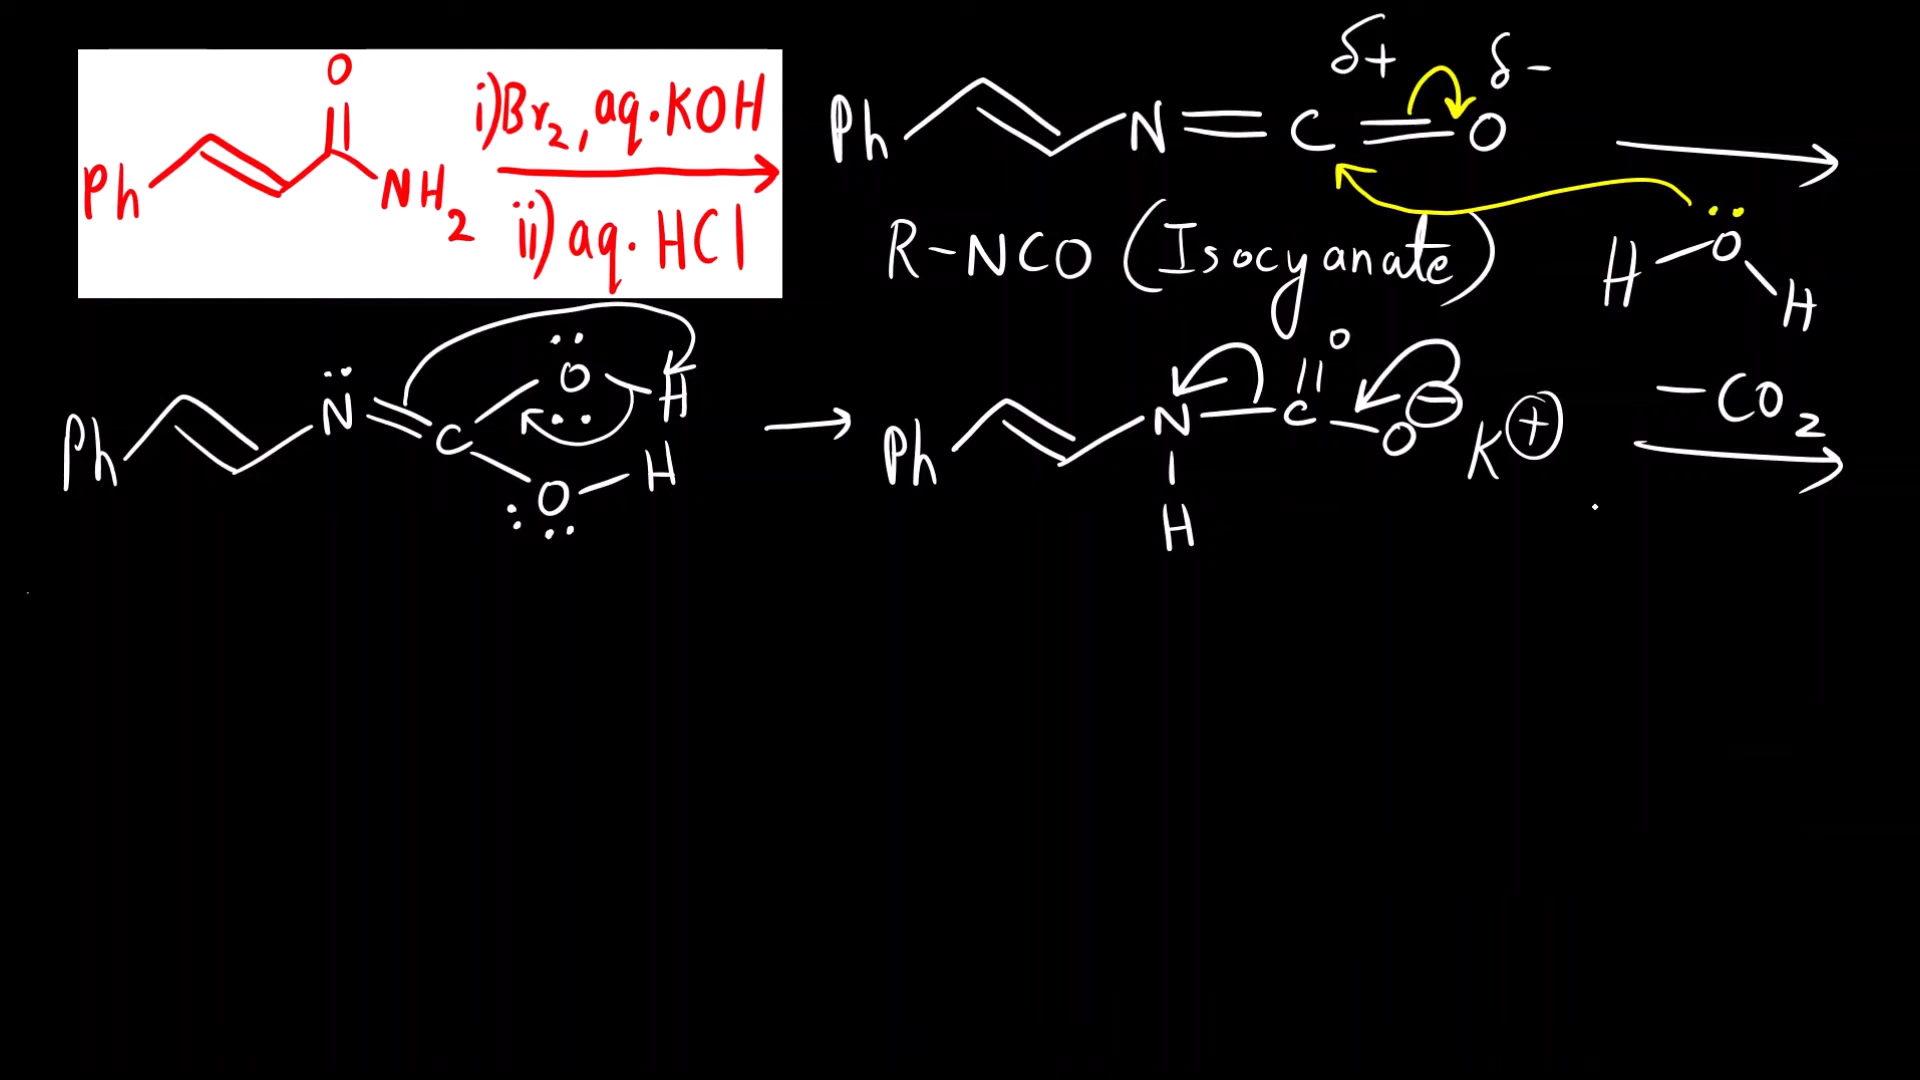 O
Ph NH2
i) Br2, aq. KOH
ii) aq. HCl
δ+ δ-
Ph N C O
R-NCO (Isocyanate)
H O H
Ph N C O H
O H
Ph N C O O ⊖ K ⊕
H
-CO2